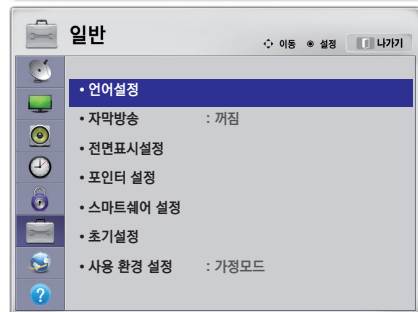 일반
이동 설정 나가기
• 언어설정
• 자막방송 : 꺼짐
• 전면표시설정
• 포인터 설정
• 스마트쉐어 설정
• 초기설정
• 사용 환경 설정 : 가정모드
?